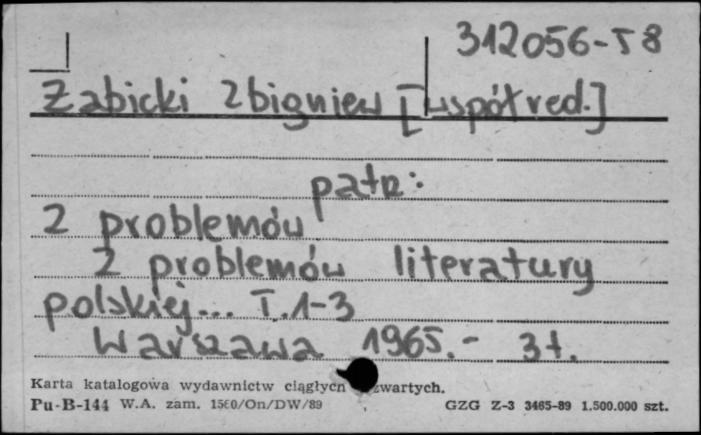 312056-58
Żabicki Zbigniew [współred.]
patrz:
Z problemów
Z problemów literatury
polskiej... T.1-3
Warszawa 1965.- 3 t.
Karta katalogowa wydawnictw ciągłych
Pu-B-144 W.A. zam. 1560/On/DW/89 GZG Z-3 3465-89 1.500.000 szt.